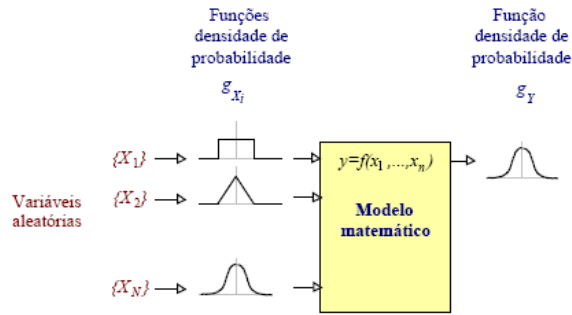 Funções
densidade de
probabilidade
g_{X_i}
Função
densidade de
probabilidade
g_Y
{X_1}
y=f(x_1,...,x_n)
Variáveis
aleatórias
{X_2}
Modelo
matemático
{X_N}